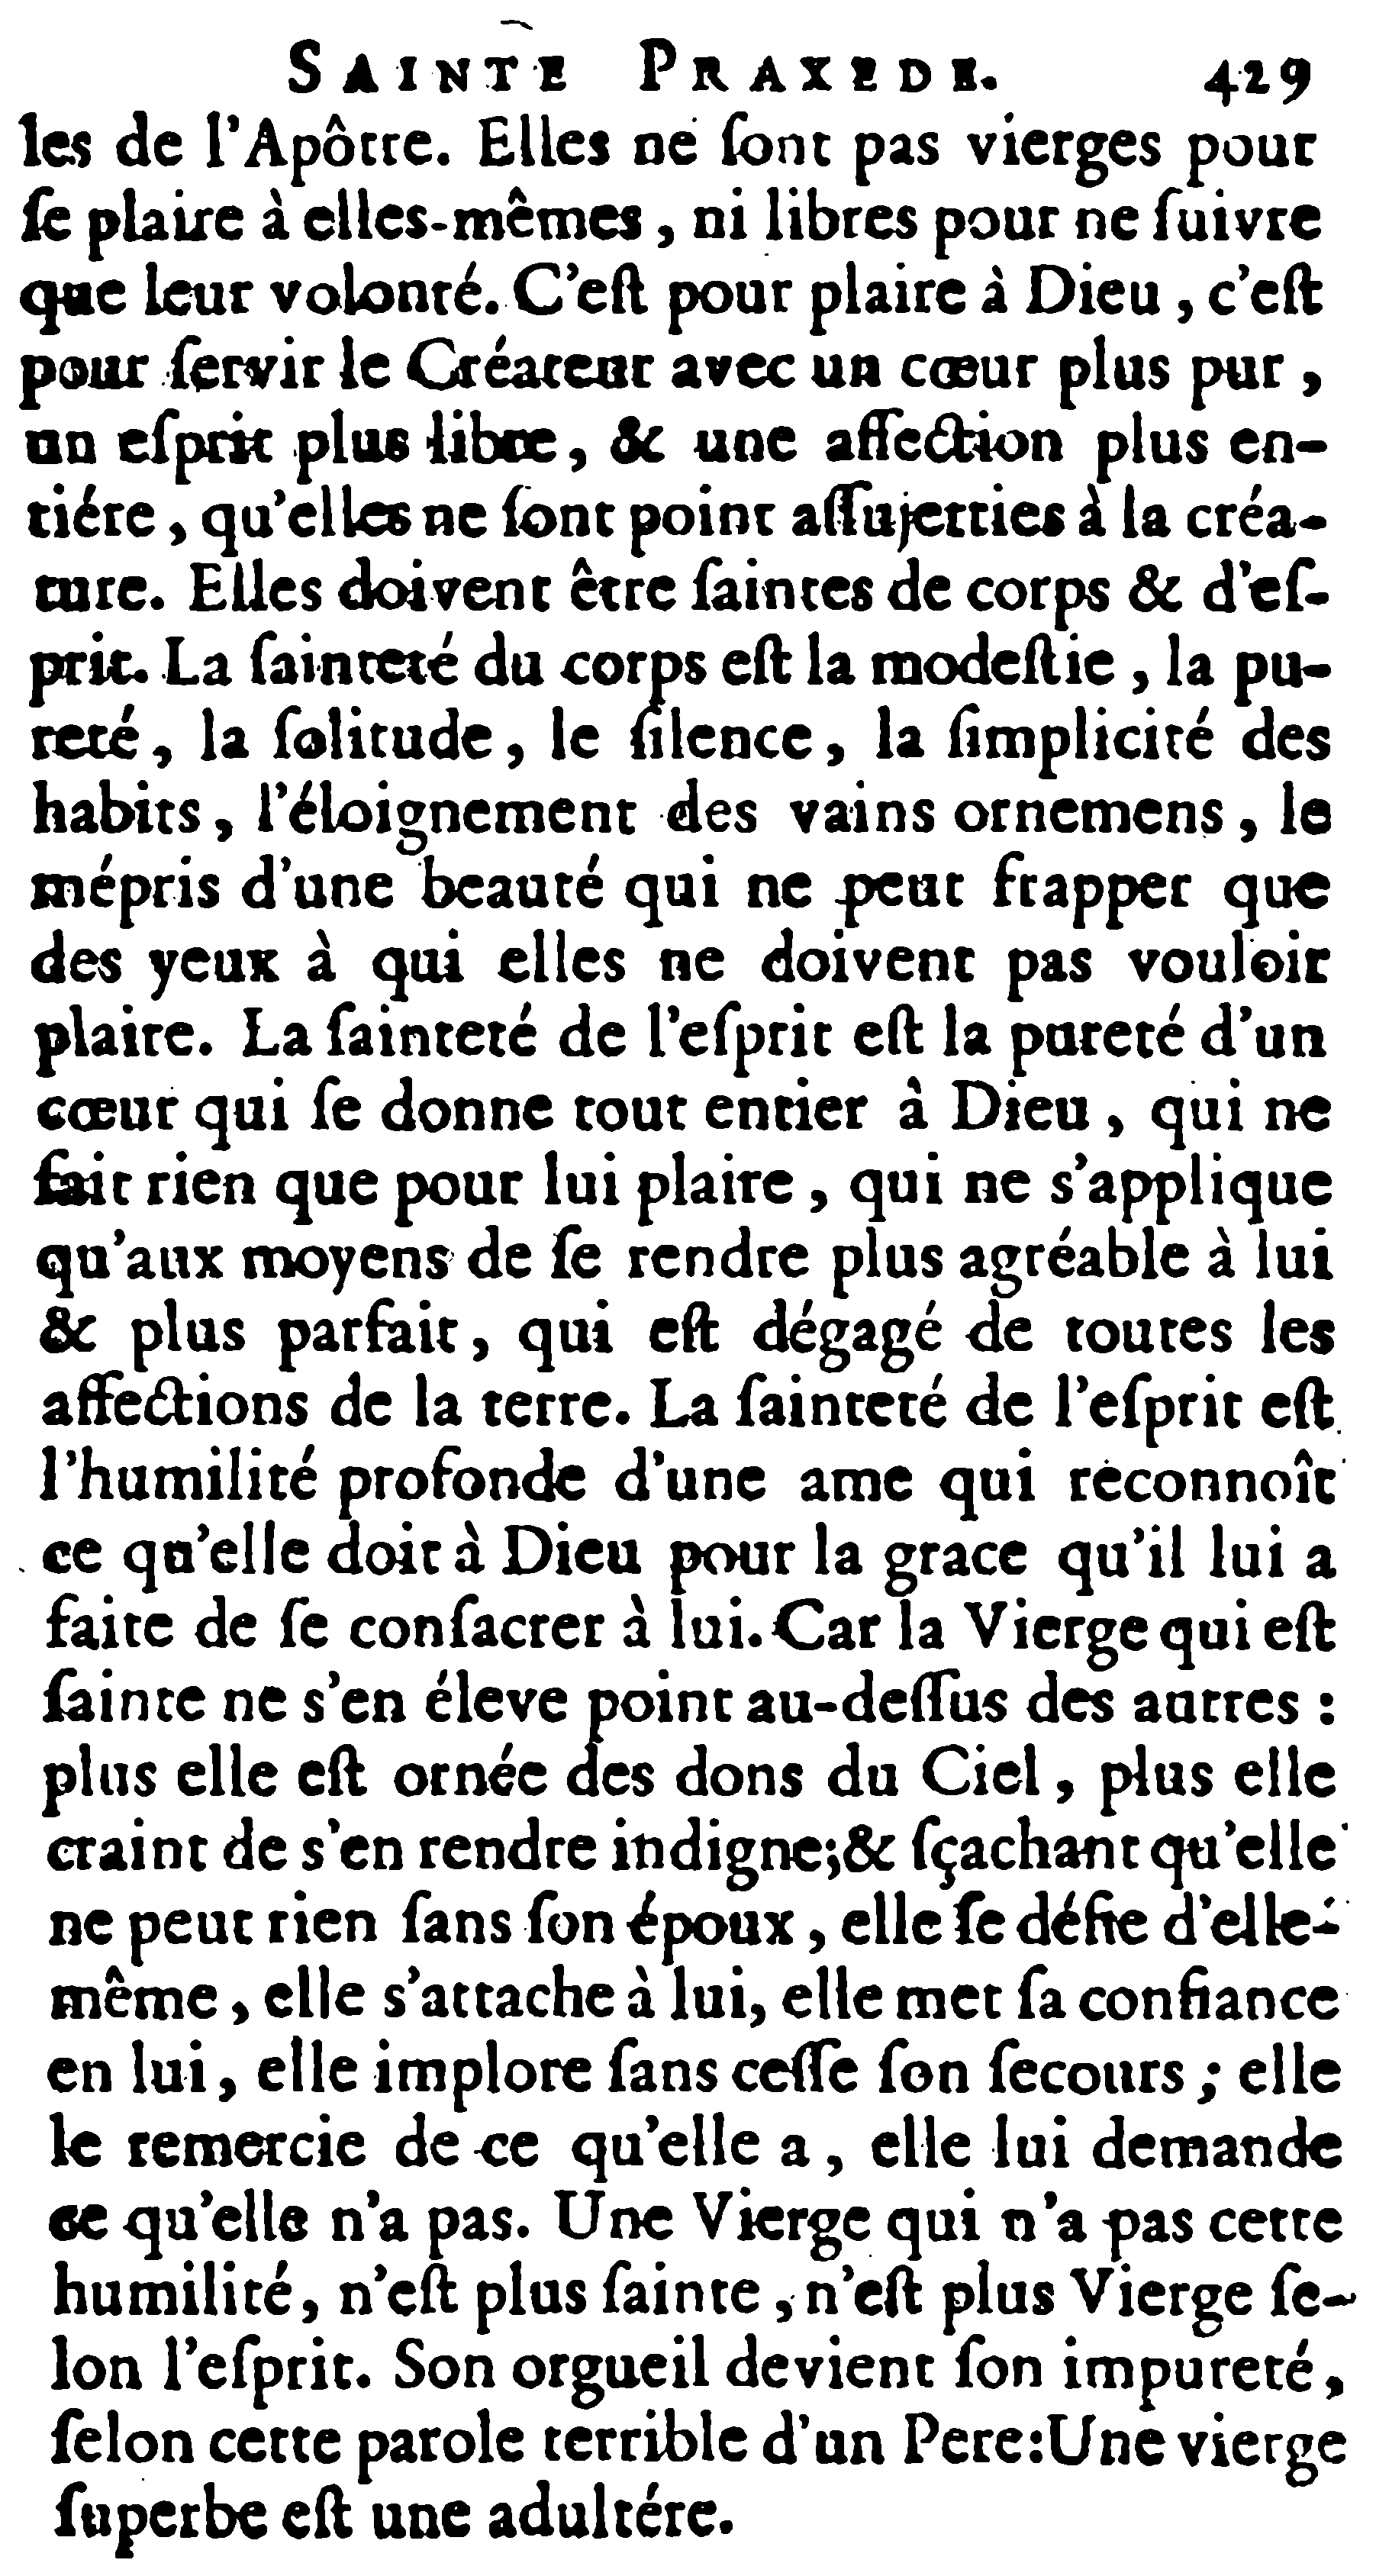 SAINTE PRAXEDE. 429
les de l'Apôtre. Elles ne ſont pas vierges pour
ſe plaire à elles-mêmes, ni libres pour ne ſuivre
que leur volonté. C'eſt pour plaire à Dieu, c'eſt
pour ſervir le Créateur avec un cœur plus pur,
un eſprit plus libre, & une affection plus en-
tiére, qu'elles ne ſont point aſſujetties à la créa-
ture. Elles doivent être ſaintes de corps & d'eſ-
prit. La ſainteté du corps eſt la modeſtie, la pu-
reté, la ſolitude, le ſilence, la ſimplicité des
habits, l'éloignement des vains ornemens, le
mépris d'une beauté qui ne peut frapper que
des yeux à qui elles ne doivent pas vouloir
plaire. La ſainteté de l'eſprit eſt la pureté d'un
cœur qui ſe donne tout entier à Dieu, qui ne
fait rien que pour lui plaire, qui ne s'applique
qu'aux moyens de ſe rendre plus agréable à lui
& plus parfait, qui eſt dégagé de toutes les
affections de la terre. La ſainteté de l'eſprit eſt
l'humilité profonde d'une ame qui reconnoît
ce qu'elle doit à Dieu pour la grace qu'il lui a
faite de ſe conſacrer à lui. Car la Vierge qui eſt
ſainte ne s'en éleve point au-deſſus des autres :
plus elle eſt ornée des dons du Ciel, plus elle
craint de s'en rendre indigne; & ſçachant qu'elle
ne peut rien ſans ſon époux, elle ſe défie d'elle-
même, elle s'attache à lui, elle met ſa confiance
en lui, elle implore ſans ceſſe ſon ſecours ; elle
le remercie de ce qu'elle a, elle lui demande
ce qu'elle n'a pas. Une Vierge qui n'a pas cette
humilité, n'eſt plus ſainte, n'eſt plus Vierge ſe-
lon l'eſprit. Son orgueil devient ſon impureté,
ſelon cette parole terrible d'un Pere: Une vierge
ſuperbe eſt une adultére.